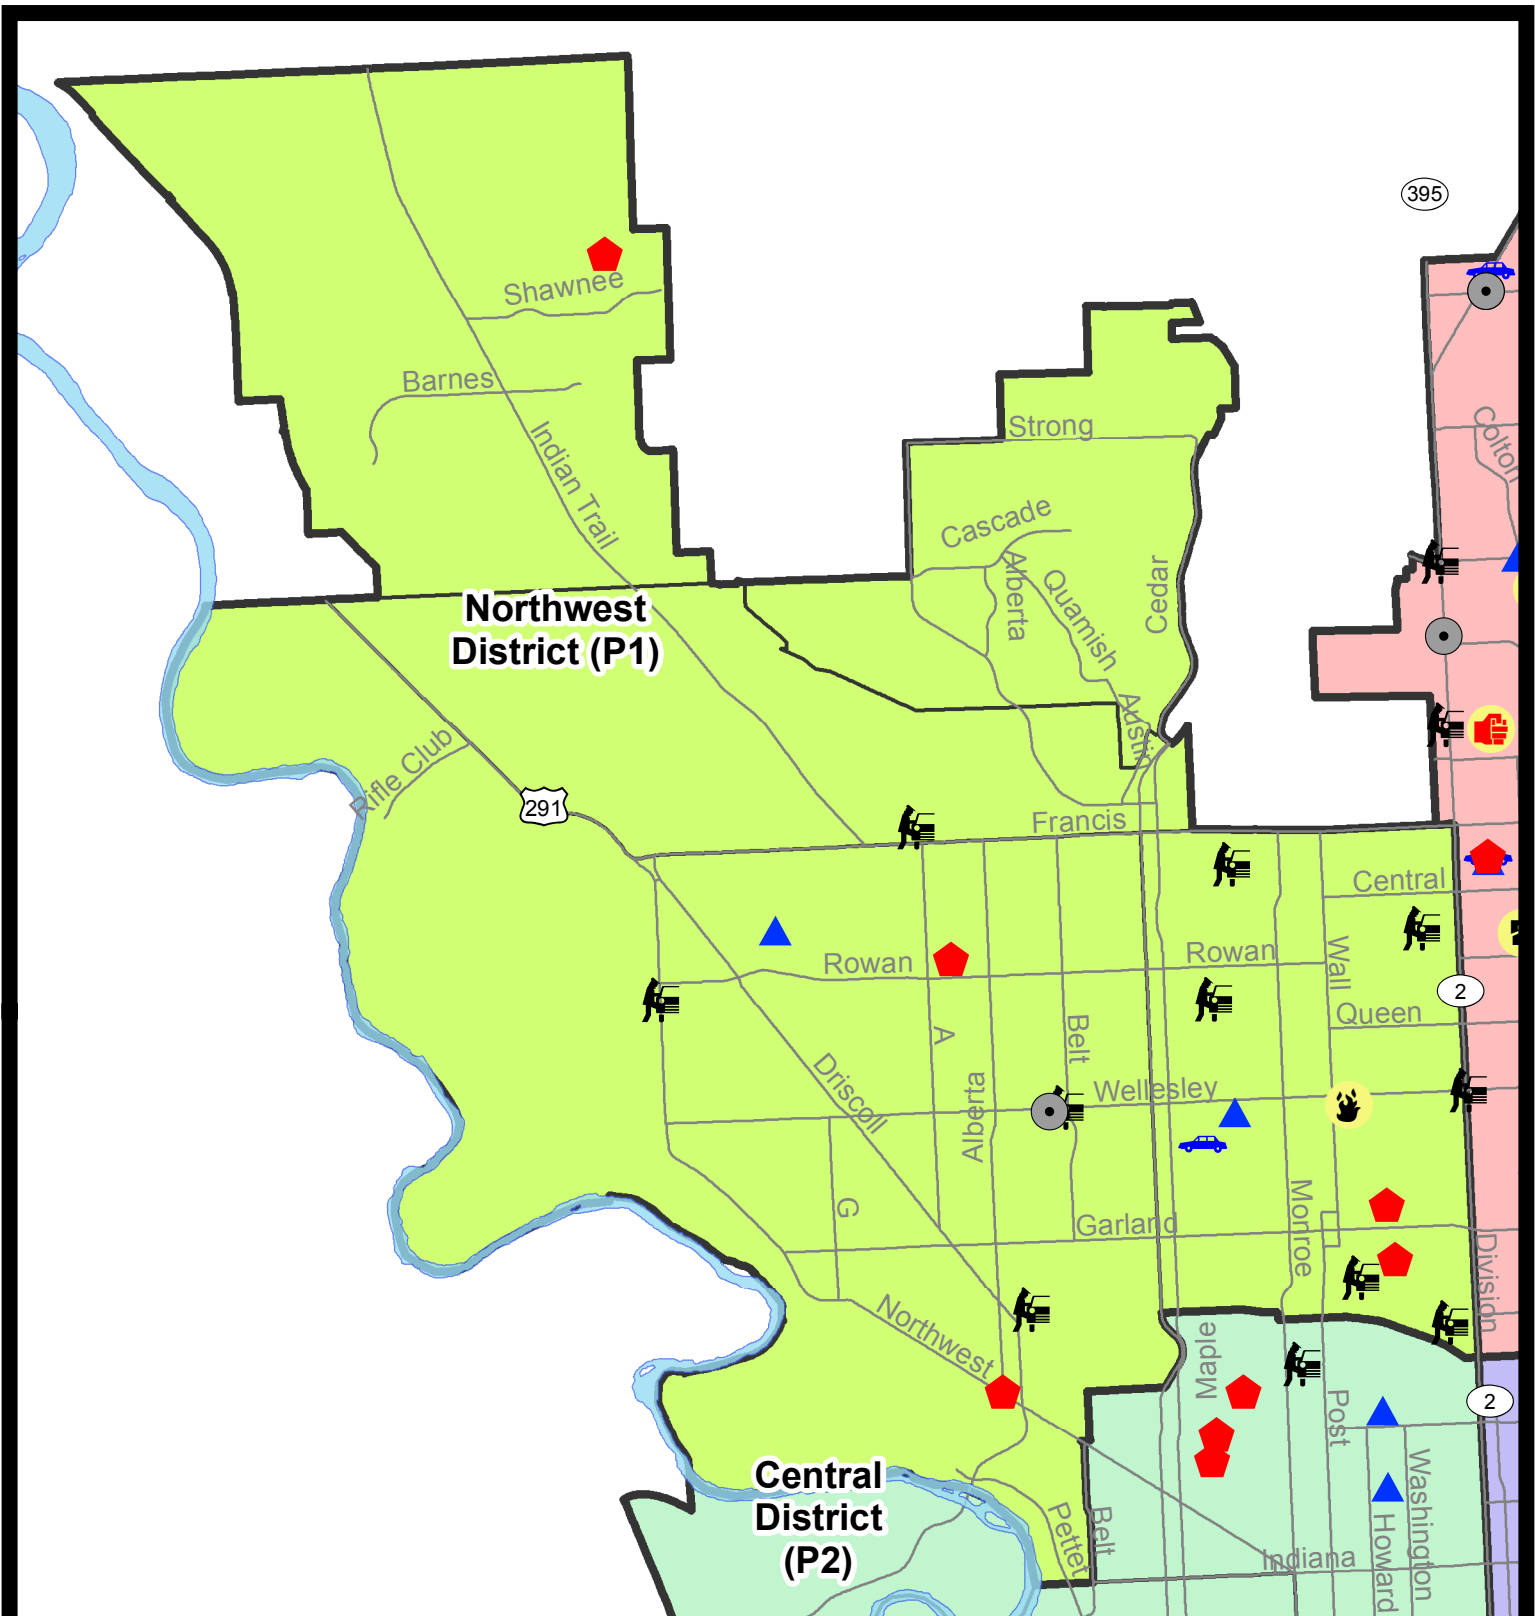 395
Shawnee
Barnes
Strong
Colton
Indian Trail
Cascade
Alberta
Quamish
Cedar
Northwest
District (P1)
Austin
Rifle Club
291
Francis
Central
Rowan
Rowan
Wall
2
Queen
A
Belt
Driscoll
Alberta
Wellesley
G
Garland
Monroe
Division
Northwest
Maple
Post
2
Central
District
(P2)
Washington
Pettet
Belt
Howard
Indiana